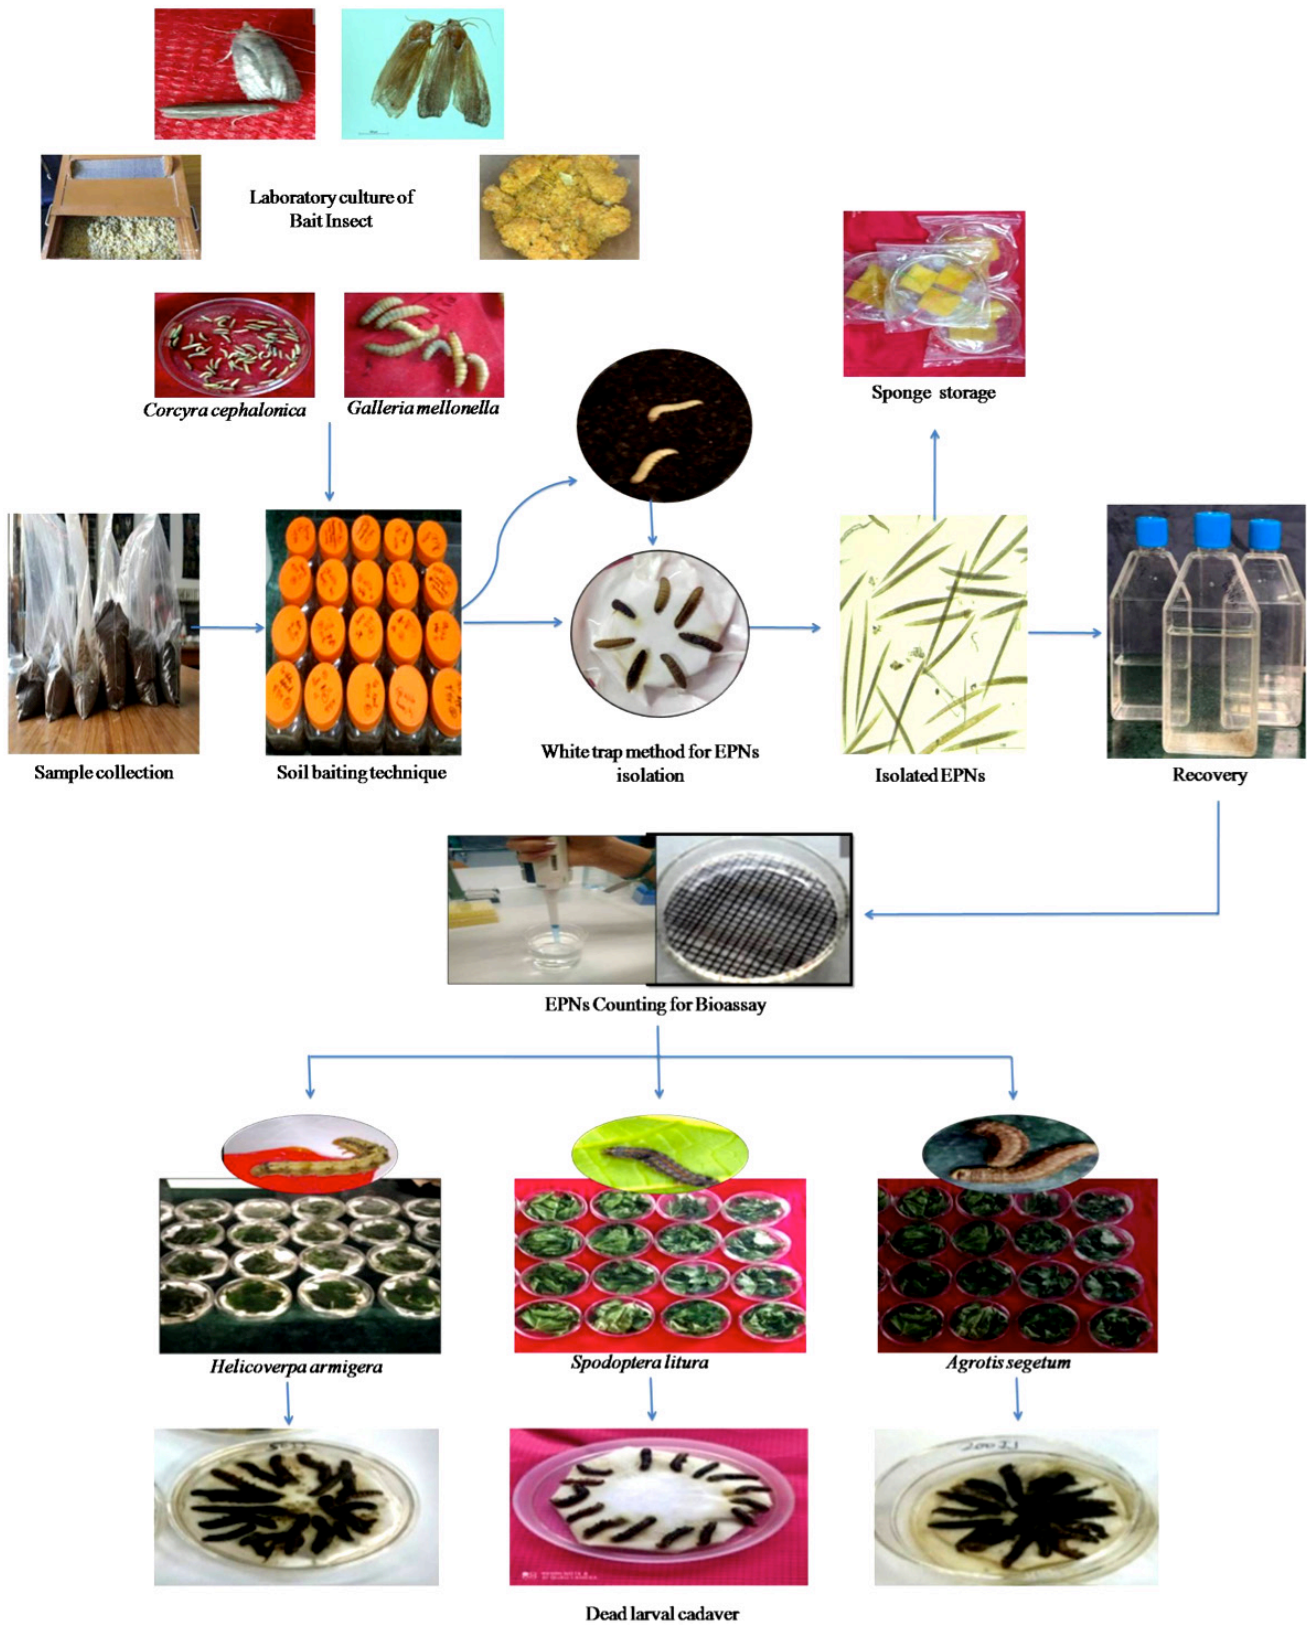 Laboratory culture of
Bait Insect
Corcyra cephalonica
Galleria mellonella
Sponge storage
Sample collection
Soil baiting technique
White trap method for EPNs
isolation
Isolated EPNs
Recovery
EPNs Counting for Bioassay
Helicoverpa armigera
Spodoptera litura
Agrotis segetum
200 IJ
Dead larval cadaver